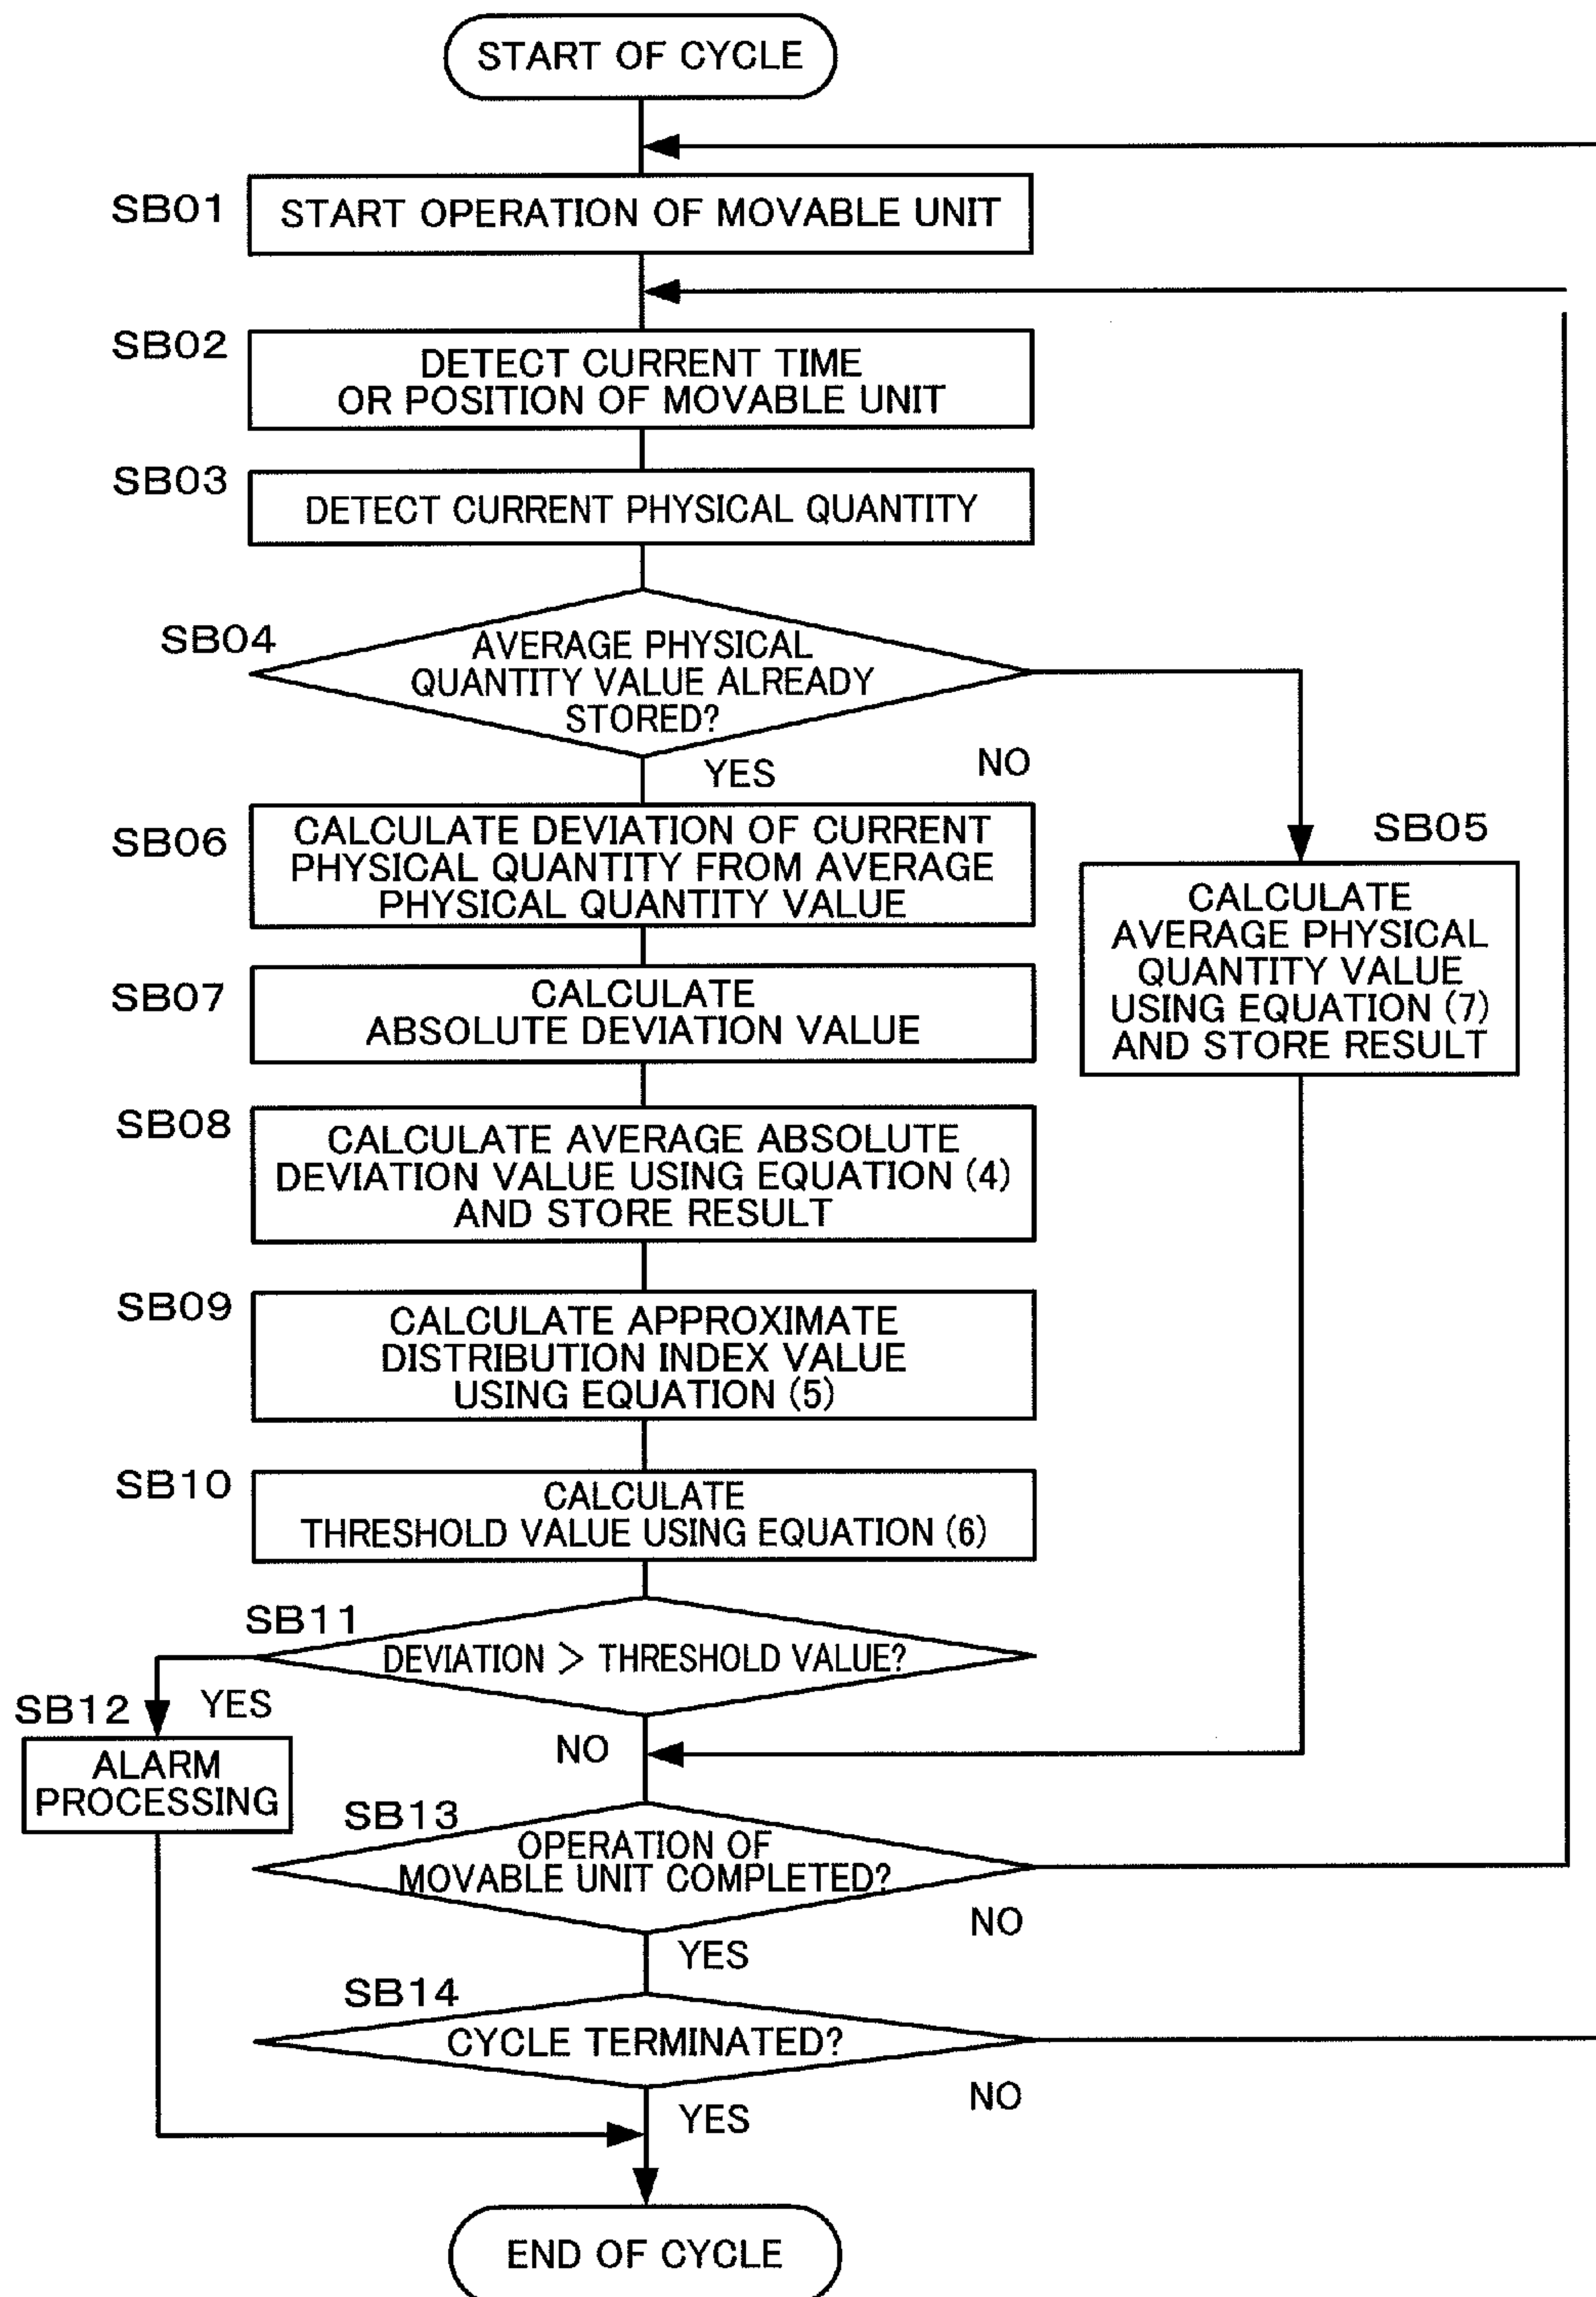 START OF CYCLE
SB01
START OPERATION OF MOVABLE UNIT
SB02
DETECT CURRENT TIME
OR POSITION OF MOVABLE UNIT
SB03
DETECT CURRENT PHYSICAL QUANTITY
SB04
AVERAGE PHYSICAL
QUANTITY VALUE ALREADY
STORED?
YES
NO
SB06
CALCULATE DEVIATION OF CURRENT
PHYSICAL QUANTITY FROM AVERAGE
PHYSICAL QUANTITY VALUE
SB05
CALCULATE
AVERAGE PHYSICAL
QUANTITY VALUE
USING EQUATION (7)
AND STORE RESULT
SB07
CALCULATE
ABSOLUTE DEVIATION VALUE
SB08
CALCULATE AVERAGE ABSOLUTE
DEVIATION VALUE USING EQUATION (4)
AND STORE RESULT
SB09
CALCULATE APPROXIMATE
DISTRIBUTION INDEX VALUE
USING EQUATION (5)
SB10
CALCULATE
THRESHOLD VALUE USING EQUATION (6)
SB11
DEVIATION > THRESHOLD VALUE?
YES
SB12
ALARM
PROCESSING
NO
SB13
OPERATION OF
MOVABLE UNIT COMPLETED?
NO
YES
SB14
CYCLE TERMINATED?
NO
YES
END OF CYCLE